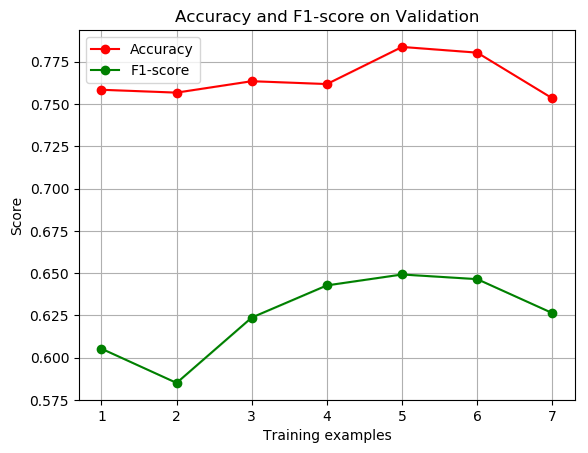 Accuracy and F1-score on Validation
Accuracy
F1-score
0.775
0.750
0.725
0.700
0.675
0.650
0.625
0.600
0.575
Score
1 2 3 4 5 6 7
Training examples